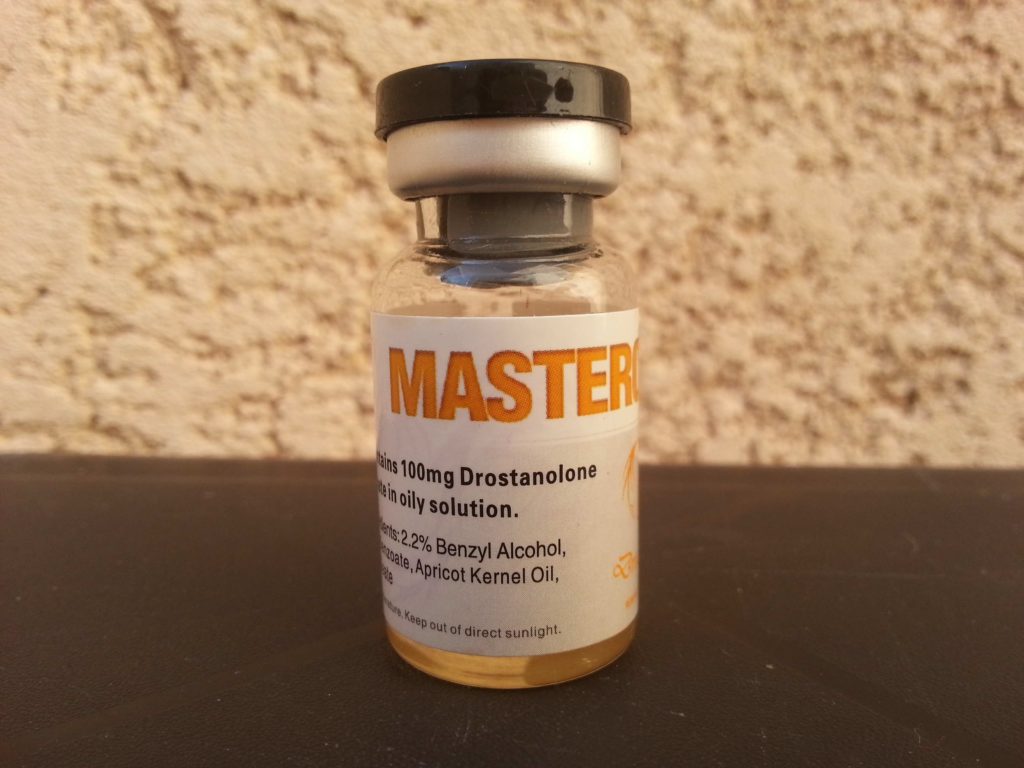 MASTERO
tains 100mg Drostanolone
te in oily solution.
ents: 2.2% Benzyl Alcohol,
nzoate, Apricot Kernel Oil,
ate
rature. Keep out of direct sunlight.